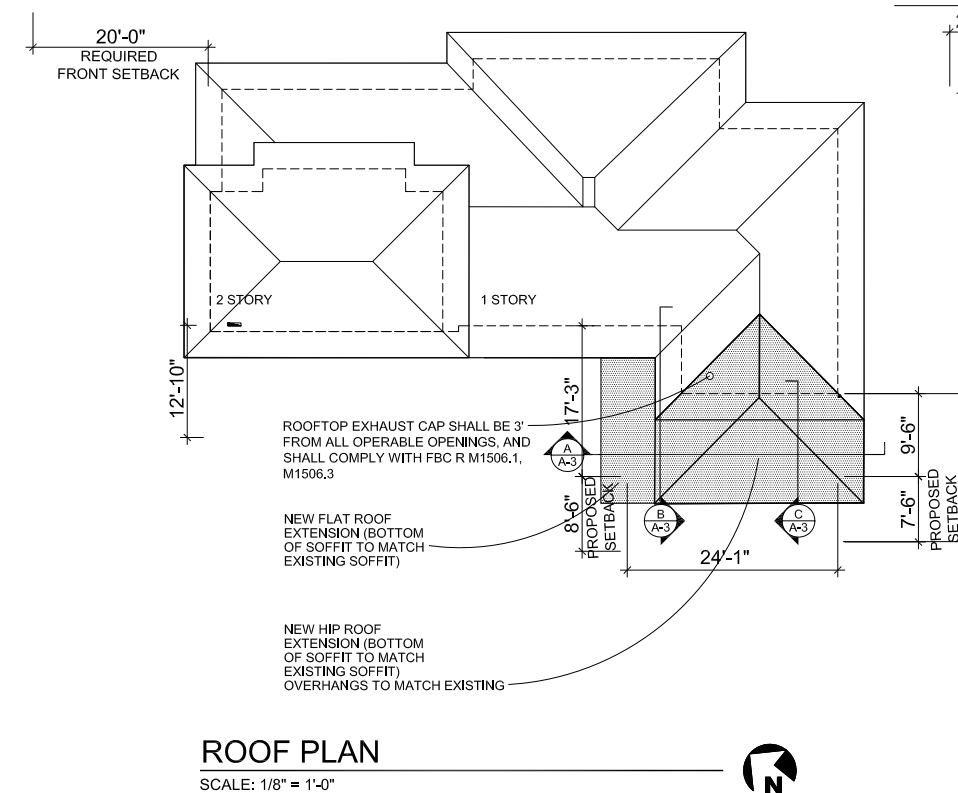 20'-0"
REQUIRED
FRONT SETBACK
2 STORY
1 STORY
12'-10"
17'-3"
ROOFTOP EXHAUST CAP SHALL BE 3'
FROM ALL OPERABLE OPENINGS, AND
SHALL COMPLY WITH FBC R M1506.1,
M1506.3
A
A-3
9'-6"
NEW FLAT ROOF
EXTENSION (BOTTOM
OF SOFFIT TO MATCH
EXISTING SOFFIT)
8'-6"
PROPOSED
SETBACK
B
A-3
C
A-3
7'-6"
PROPOSED
SETBACK
24'-1"
NEW HIP ROOF
EXTENSION (BOTTOM
OF SOFFIT TO MATCH
EXISTING SOFFIT)
OVERHANGS TO MATCH EXISTING
ROOF PLAN
SCALE: 1/8" = 1'-0"
N